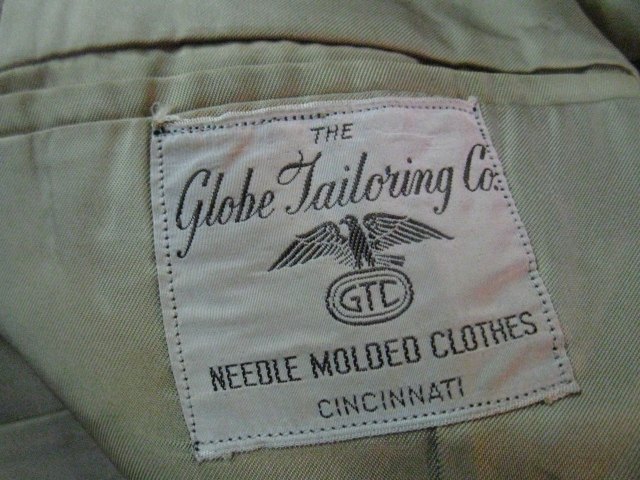 THE
Globe Tailoring Co.
GTC
NEEDLE MOLDED CLOTHES
CINCINNATI